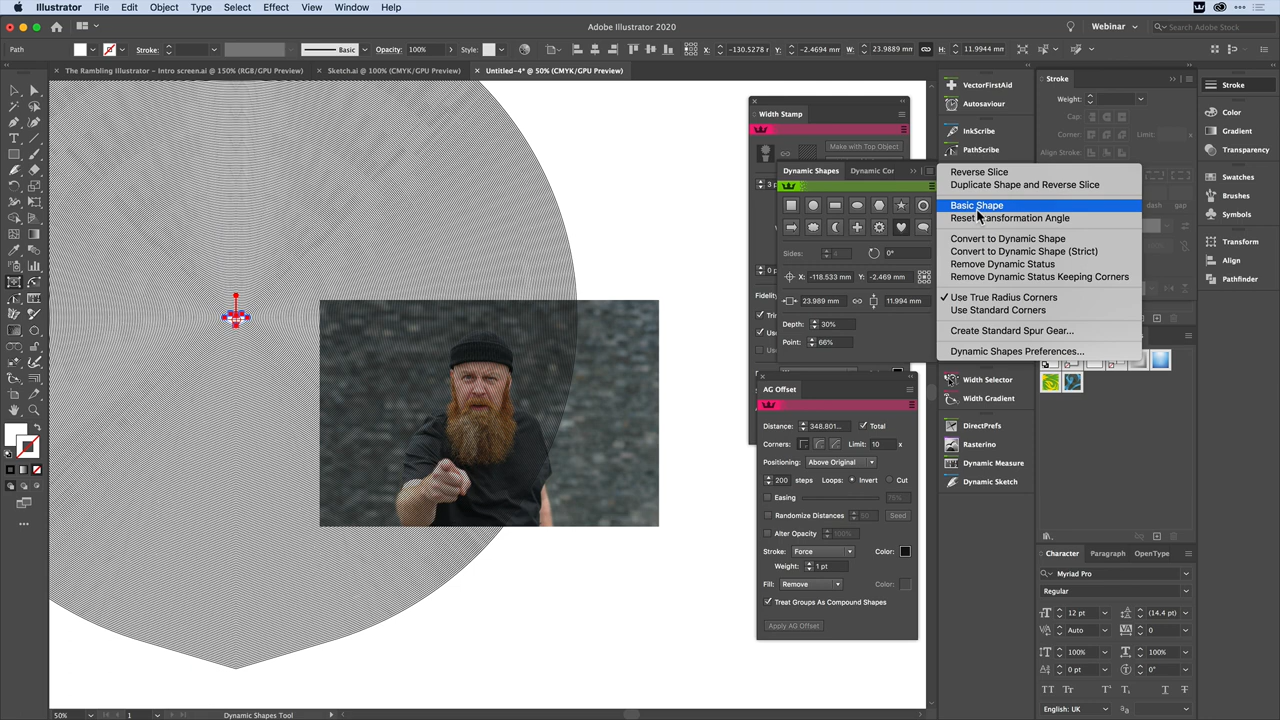 Illustrator File Edit Object Type Select Effect View Window Help
Adobe Illustrator 2020
Webinar
Search Adobe Stock
Path Stroke: Basic Opacity: 100% Style: X: -130.5278 r Y: -2.4694 mm W: 23.9889 mm H: 11.9944 mm
The Rambling Illustrator – Intro screen.ai @ 150% (RGB/GPU Preview)
Sketch.ai @ 100% (CMYK/GPU Preview)
Untitled-4* @ 50% (CMYK/GPU Preview)
Width Stamp
Make with Top Object
3 p
0 p
Fidelity
Trim
Use
Us
Dynamic Shapes Dynamic Cor
Sides: 0°
X: -118.533 mm Y: -2.469 mm
23.989 mm 11.994 mm
Depth: 30%
Point: 66%
Reverse Slice
Duplicate Shape and Reverse Slice
Basic Shape
Reset Transformation Angle
Convert to Dynamic Shape
Convert to Dynamic Shape (Strict)
Remove Dynamic Status
Remove Dynamic Status Keeping Corners
Use True Radius Corners
Use Standard Corners
Create Standard Spur Gear...
Dynamic Shapes Preferences...
AG Offset
Distance: 348.801... Total
Corners: Limit: 10 x
Positioning: Above Original
200 steps Loops: Invert Cut
Easing 75%
Randomize Distances 50 Seed
Alter Opacity 100%
Stroke: Force Color:
Weight: 1 pt
Fill: Remove Color:
Treat Groups As Compound Shapes
Apply AG Offset
VectorFirstAid
Autosaviour
InkScribe
PathScribe
Width Selector
Width Gradient
DirectPrefs
Rasterino
Dynamic Measure
Dynamic Sketch
Stroke
Weight:
Cap:
Corner: Limit: x
Align Stroke:
dash gap
Character Paragraph OpenType
Myriad Pro
Regular
12 pt (14.4 pt)
Auto 0
100% 100%
0 pt 0°
English: UK
Stroke
Color
Gradient
Transparency
Swatches
Brushes
Symbols
Transform
Align
Pathfinder
50% 1 Dynamic Shapes Tool